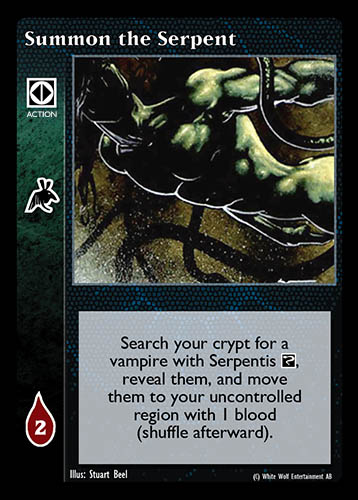 Summon the Serpent
ACTION
Search your crypt for a
vampire with Serpentis,
reveal them, and move
them to your uncontrolled
region with 1 blood
(shuffle afterward).
2
Illus: Stuart Beel
(C) White Wolf Entertainment AB